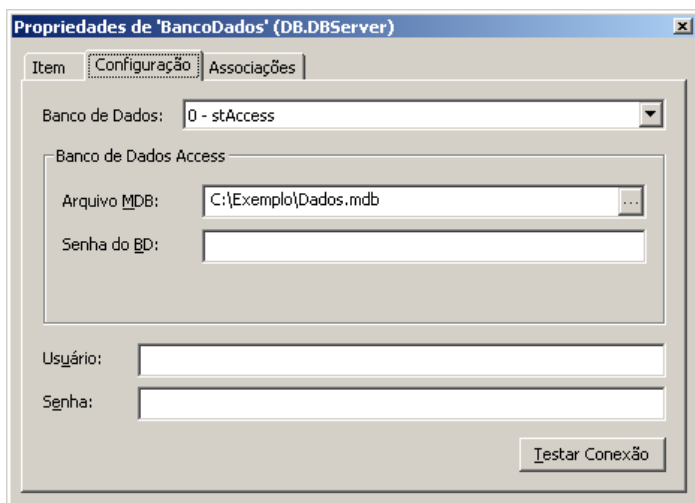 Propriedades de 'BancoDados' (DB.DBServer)
Item Configuração Associações
Banco de Dados: 0 - stAccess
Banco de Dados Access
Arquivo MDB: C:\Exemplo\Dados.mdb ...
Senha do BD:
Usuário:
Senha:
Testar Conexão